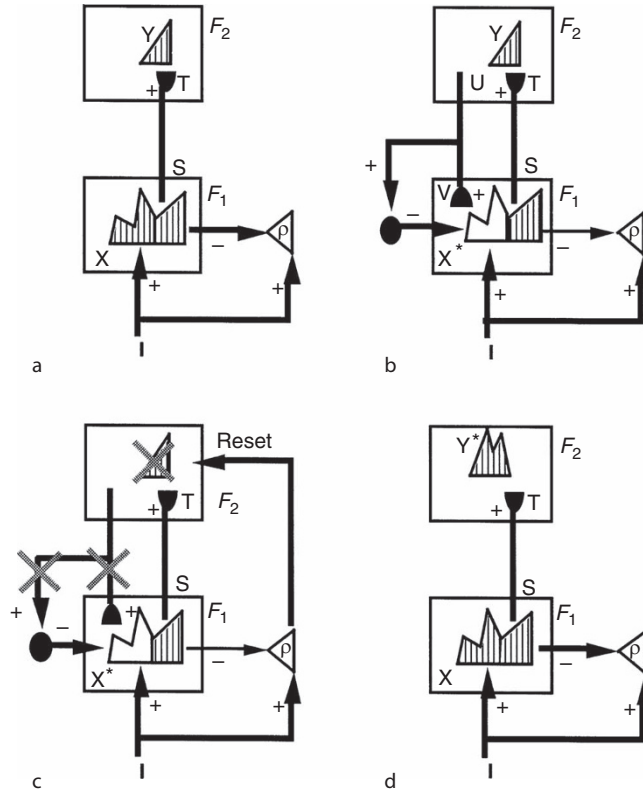 Y F2
+ T
S
F1
X
−
ρ
+ +
I
a
Y F2
U + T
+ S
V + F1
− X* −
ρ
+ +
I
b
Reset
+ T F2
S
+ + F1
− −
ρ
X*
+ +
I
c
Y* F2
+ T
S
F1
X −
ρ
+ +
I
d